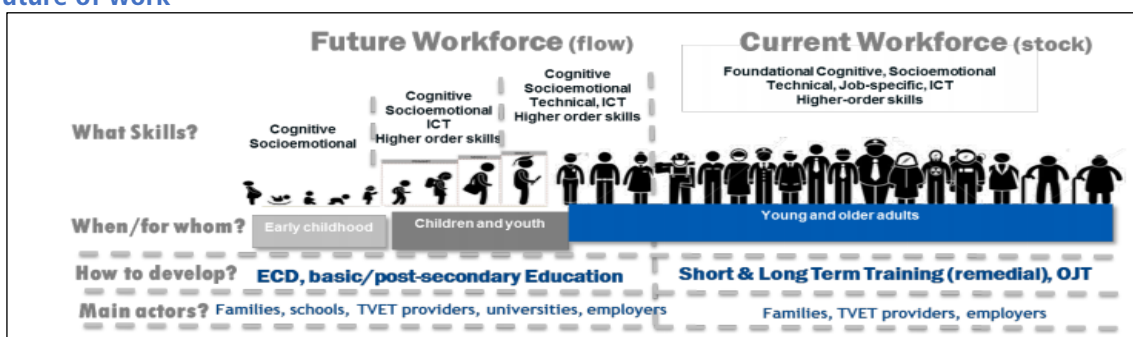 Future of work
Future Workforce (flow)
Current Workforce (stock)
What Skills?
Cognitive
Socioemotional
Cognitive
Socioemotional
ICT
Higher order skills
Cognitive
Socioemotional
Technical, ICT
Higher order skills
Foundational Cognitive, Socioemotional
Technical, Job-specific, ICT
Higher-order skills
When/for whom?
Early childhood
Children and youth
Young and older adults
How to develop?
ECD, basic/post-secondary Education
Short & Long Term Training (remedial), OJT
Main actors?
Families, schools, TVET providers, universities, employers
Families, TVET providers, employers